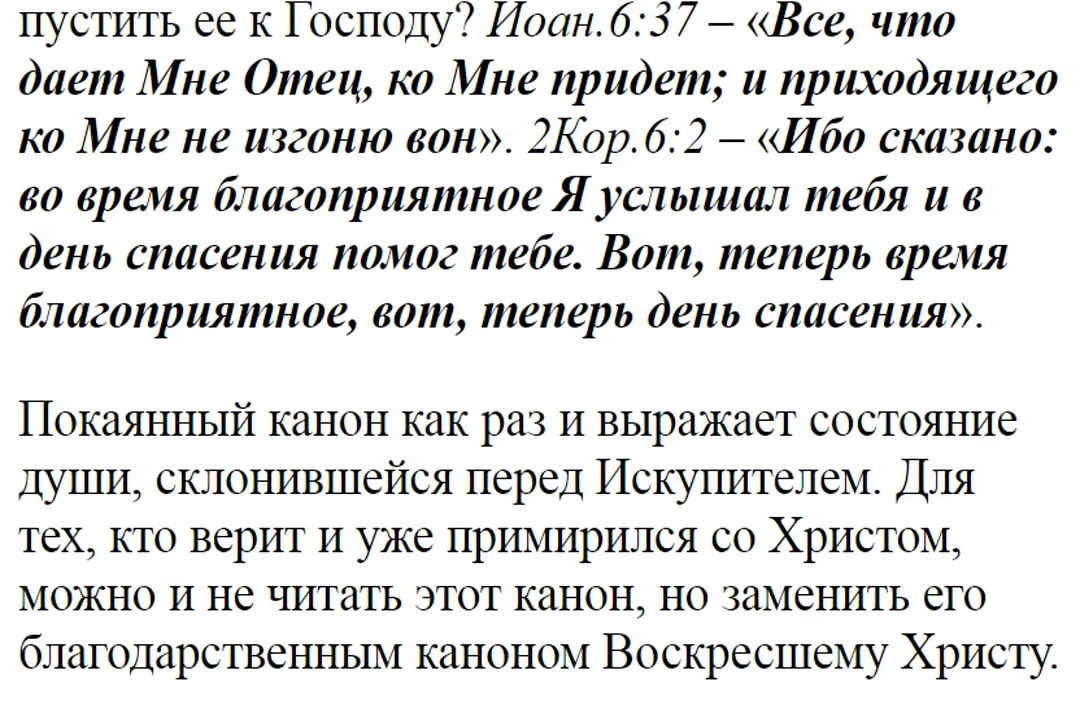 пустить ее к Господу? Иоан.6:37 – «Все, что
дает Мне Отец, ко Мне придет; и приходящего
ко Мне не изгоню вон». 2Кор.6:2 – «Ибо сказано:
во время благоприятное Я услышал тебя и в
день спасения помог тебе. Вот, теперь время
благоприятное, вот, теперь день спасения».
Покаянный канон как раз и выражает состояние
души, склонившейся перед Искупителем. Для
тех, кто верит и уже примирился со Христом,
можно и не читать этот канон, но заменить его
благодарственным каноном Воскресшему Христу.